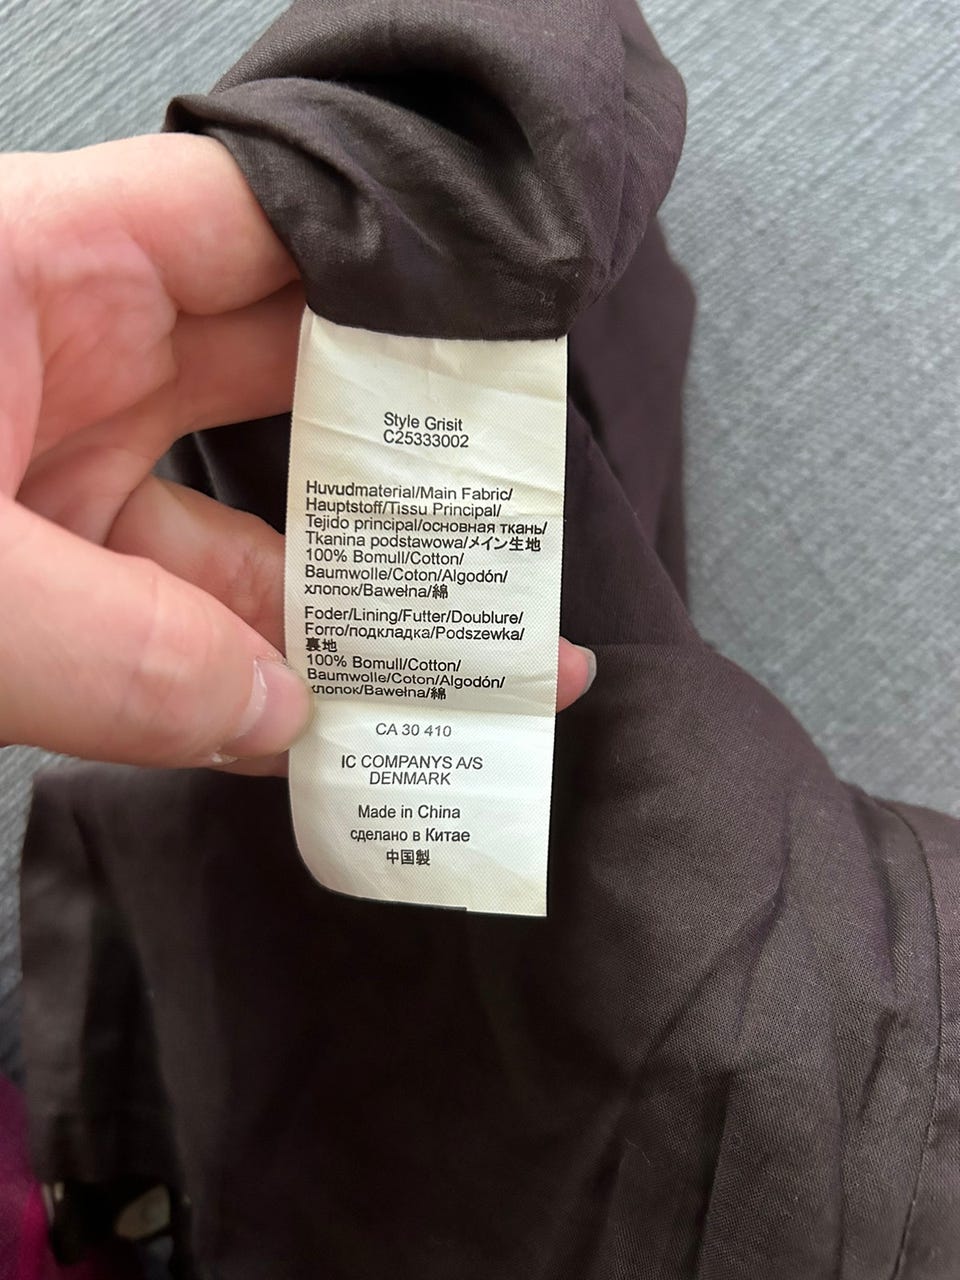 Style Grisit
C25333002
Huvudmaterial/Main Fabric/
Hauptstoff/Tissu Principal/
Tejido principal/основная ткань/
Tkanina podstawowa/メイン生地
100% Bomull/Cotton/
Baumwolle/Coton/Algodón/
хлопок/Bawełna/綿
Foder/Lining/Futter/Doublure/
Forro/подкладка/Podszewka/
裏地
100% Bomull/Cotton/
Baumwolle/Coton/Algodón/
хлопок/Bawełna/綿
CA 30 410
IC COMPANYS A/S
DENMARK
Made in China
сделано в Китае
中国製